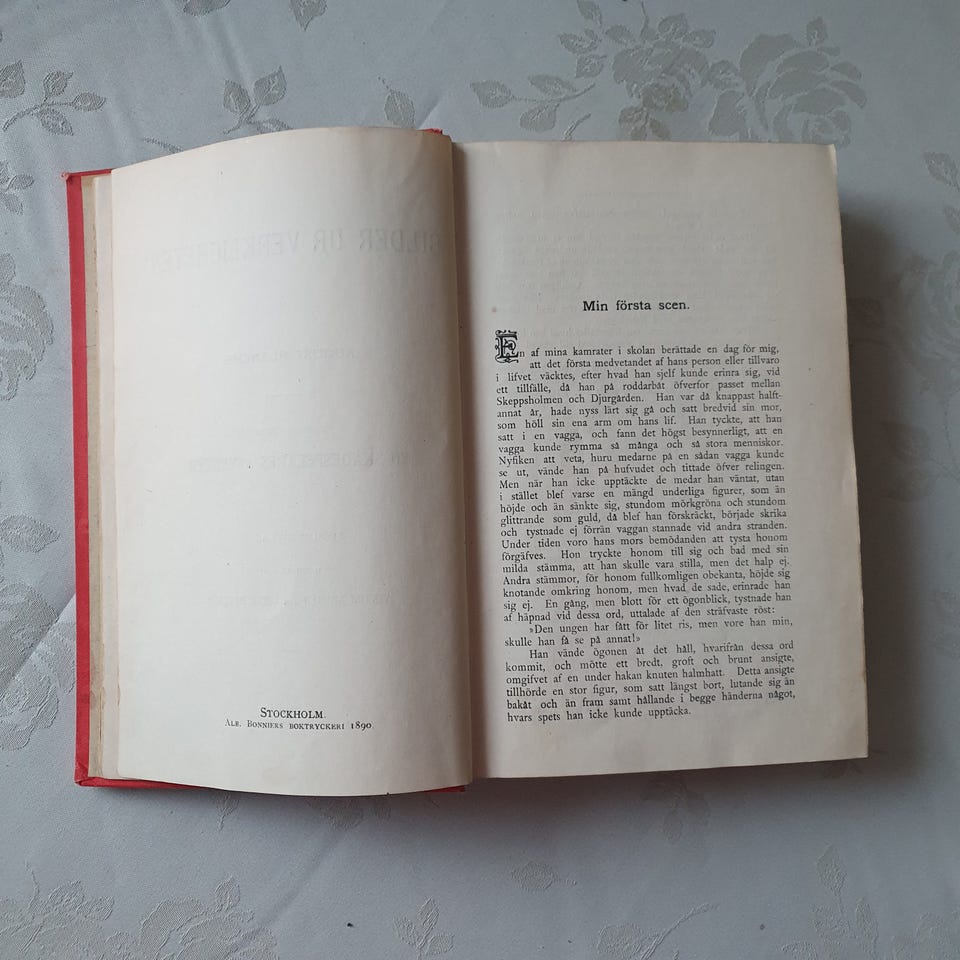 STOCKHOLM.
ALB. BONNIERS BOKTRYCKERI 1890.
Min första scen.
En af mina kamrater i skolan berättade en dag för mig,
att det första medvetandet af hans person eller tillvaro
i lifvet väcktes, efter hvad han sjelf kunde erinra sig, vid
ett tillfälle, då han på roddarbåt öfverfor passet mellan
Skeppsholmen och Djurgården. Han var då knappast halft-
annat år, hade nyss lärt sig gå och satt bredvid sin mor,
som höll sin ena arm om hans lif. Han tyckte, att han
satt i en vagga, och fann det högst besynnerligt, att en
vagga kunde rymma så många och så stora menniskor.
Nyfiken att veta, huru medarne på en sådan vagga kunde
se ut, vände han på hufvudet och tittade öfver relingen.
Men när han icke upptäckte de medar han väntat, utan
i stället blef varse en mängd underliga figurer, som än
höjde och än sänkte sig, stundom mörkgröna och stundom
glittrande som guld, då blef han förskräckt, började skrika
och tystnade ej förrän vaggan stannade vid andra stranden.
Under tiden voro hans mors bemödanden att tysta honom
förgäfves. Hon tryckte honom till sig och bad med sin
milda stämma, att han skulle vara stilla, men det halp ej.
Andra stämmor, för honom fullkomligen obekanta, höjde sig
knotande omkring honom, men hvad de sade, erinrade han
sig ej. En gång, men blott för ett ögonblick, tystnade han
af häpnad vid dessa ord, uttalade af den sträfvaste röst:
»Den ungen har fått för litet ris, men vore han min,
skulle han få se på annat!»
Han vände ögonen åt det håll, hvarifrån dessa ord
kommit, och mötte ett bredt, groft och brunt ansigte,
omgifvet af en under hakan knuten halmhatt. Detta ansigte
tillhörde en stor figur, som satt längst bort, lutande sig än
bakåt och än fram samt hållande i begge händerna något,
hvars spets han icke kunde upptäcka.